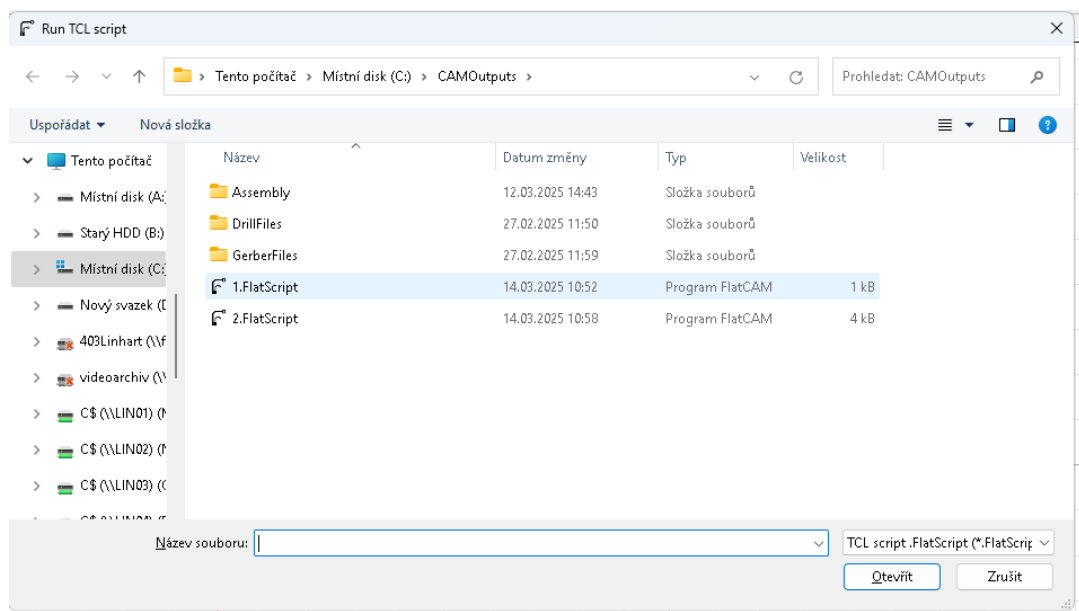 Run TCL script
Tento počítač > Místní disk (C:) > CAMOutputs >
Prohledat: CAMOutputs
Uspořádat
Nová složka
Tento počítač
Místní disk (A:)
Starý HDD (B:)
Místní disk (C:
Nový svazek (D
403Linhart (\\f
videoarchiv (\\
C$ (\\LIN01) (
C$ (\\LIN02) (
C$ (\\LIN03) (
Název Datum změny Typ Velikost
Assembly 12.03.2025 14:43 Složka souborů
DrillFiles 27.02.2025 11:50 Složka souborů
GerberFiles 27.02.2025 11:59 Složka souborů
1.FlatScript 14.03.2025 10:52 Program FlatCAM 1 kB
2.FlatScript 14.03.2025 10:58 Program FlatCAM 4 kB
Název souboru:
TCL script .FlatScript (*.FlatScrip
Otevřít
Zrušit